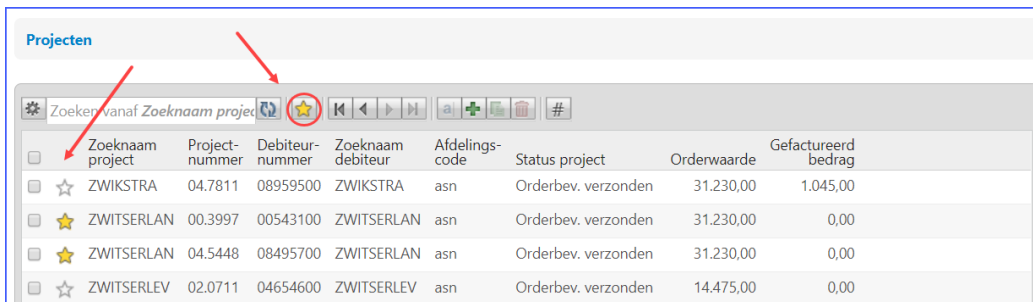 Projecten
Zoeken vanaf Zoeknaam projec a #
Zoeknaam project Project-nummer Debiteur-nummer Zoeknaam debiteur Afdelings-code Status project Orderwaarde Gefactureerd bedrag
ZWIKSTRA 04.7811 08959500 ZWIKSTRA asn Orderbev. verzonden 31.230,00 1.045,00
ZWITSERLAN 00.3997 00543100 ZWITSERLAN asn Orderbev. verzonden 31.230,00 0,00
ZWITSERLAN 04.5448 08495700 ZWITSERLAN asn Orderbev. verzonden 31.230,00 0,00
ZWITSERLEV 02.0711 04654600 ZWITSERLEV asn Orderbev. verzonden 14.475,00 0,00